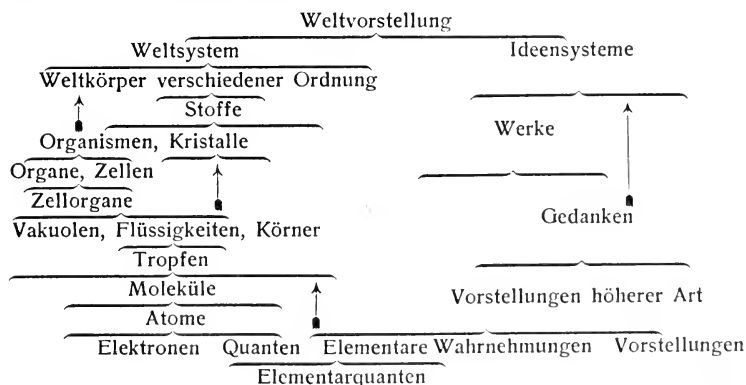 Weltvorstellung
Weltsystem Ideensysteme
Weltkörper verschiedener Ordnung
Stoffe
Werke
Organismen, Kristalle
Organe, Zellen
Zellorgane
Gedanken
Vakuolen, Flüssigkeiten, Körner
Tropfen
Moleküle
Vorstellungen höherer Art
Atome
Elektronen Quanten Elementare Wahrnehmungen Vorstellungen
Elementarquanten